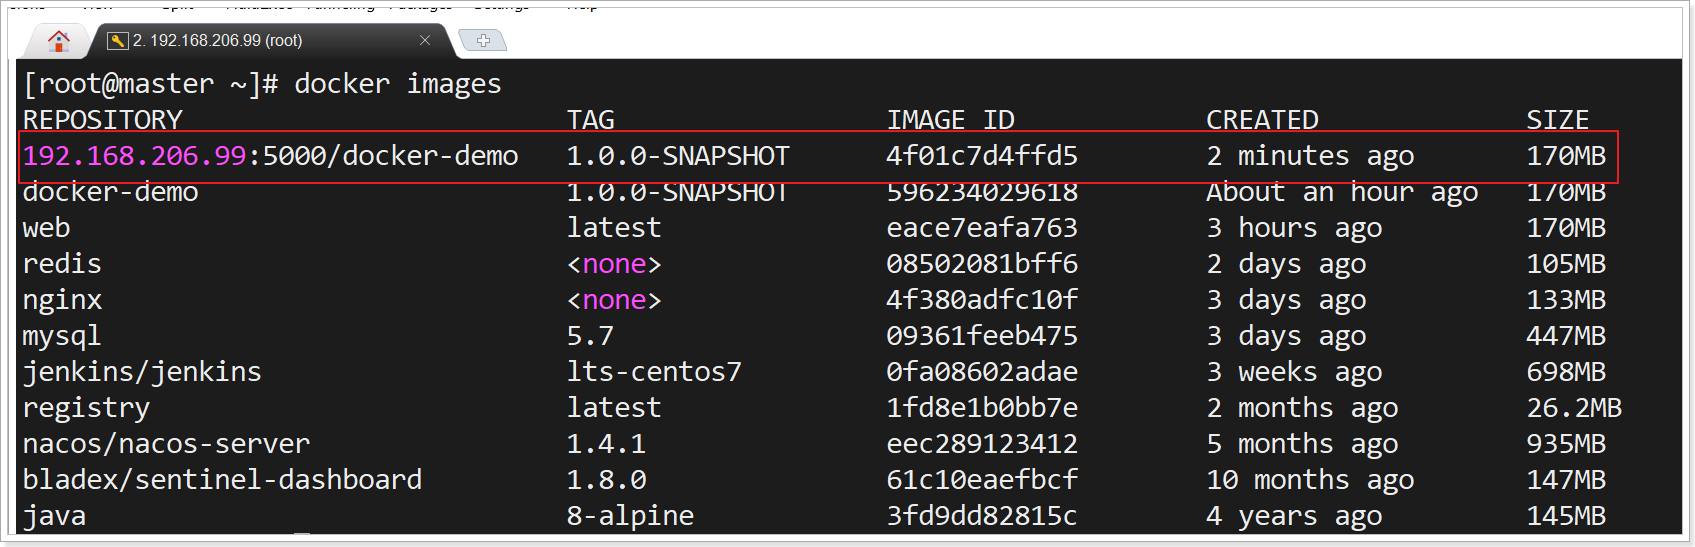 2. 192.168.206.99 (root)
[root@master ~]# docker images
REPOSITORY TAG IMAGE ID CREATED SIZE
192.168.206.99:5000/docker-demo 1.0.0-SNAPSHOT 4f01c7d4ffd5 2 minutes ago 170MB
docker-demo 1.0.0-SNAPSHOT 596234029618 About an hour ago 170MB
web latest eace7eafa763 3 hours ago 170MB
redis <none> 08502081bff6 2 days ago 105MB
nginx <none> 4f380adfc10f 3 days ago 133MB
mysql 5.7 09361feeb475 3 days ago 447MB
jenkins/jenkins lts-centos7 0fa08602adae 3 weeks ago 698MB
registry latest 1fd8e1b0bb7e 2 months ago 26.2MB
nacos/nacos-server 1.4.1 eec289123412 5 months ago 935MB
bladex/sentinel-dashboard 1.8.0 61c10eaefbcf 10 months ago 147MB
java 8-alpine 3fd9dd82815c 4 years ago 145MB